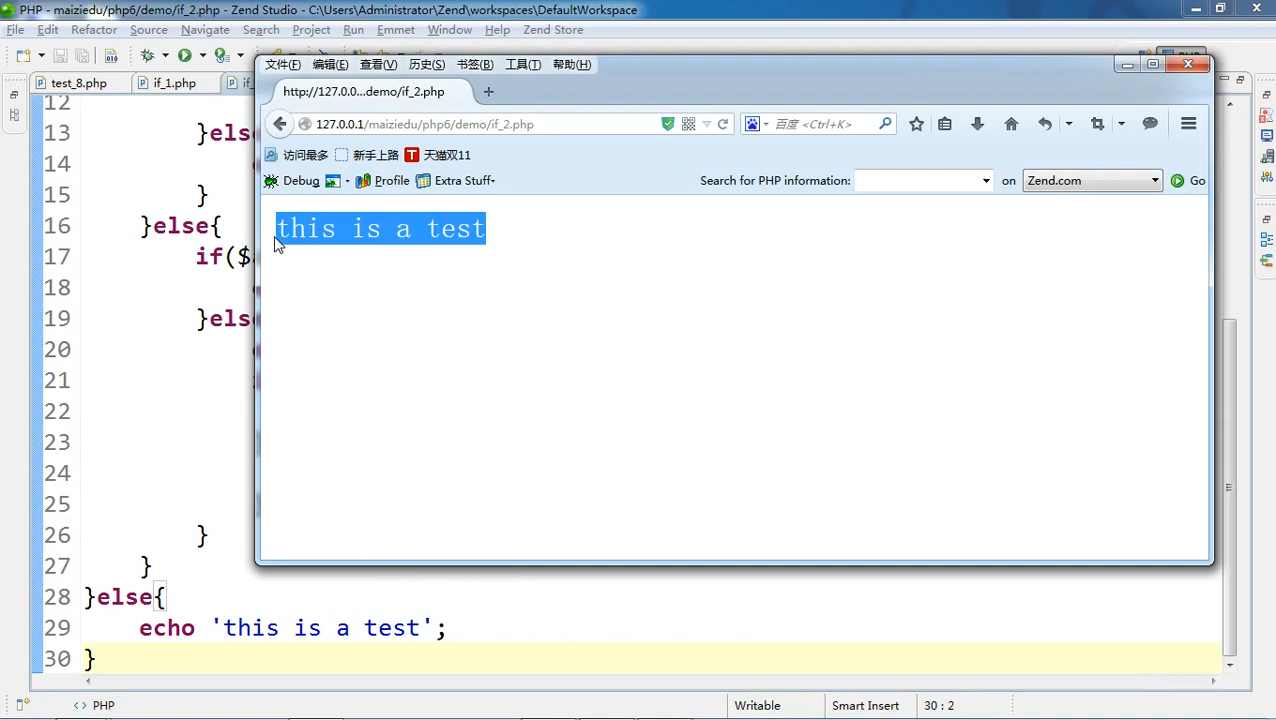 PHP - maiziedu/php6/demo/if_2.php - Zend Studio - C:\Users\Administrator\Zend\workspaces\DefaultWorkspace
File Edit Refactor Source Navigate Search Project Run Emmet Window Help Zend Store
文件(F) 编辑(E) 查看(V) 历史(S) 书签(B) 工具(T) 帮助(H)
test_8.php if_1.php
http://127.0.0...demo/if_2.php
127.0.0.1/maiziedu/php6/demo/if_2.php 百度 <Ctrl+K>
访问最多 新手上路 T 天猫双11
Debug Profile Extra Stuff Search for PHP information: on Zend.com Go
this is a test
12
13 }els
14
15 }
16 }else{
17 if($
18
19 }els
20
21
22
23
24
25
26 }
27 }
28 }else{
29 echo 'this is a test';
30 }
<> PHP Writable Smart Insert 30 : 2